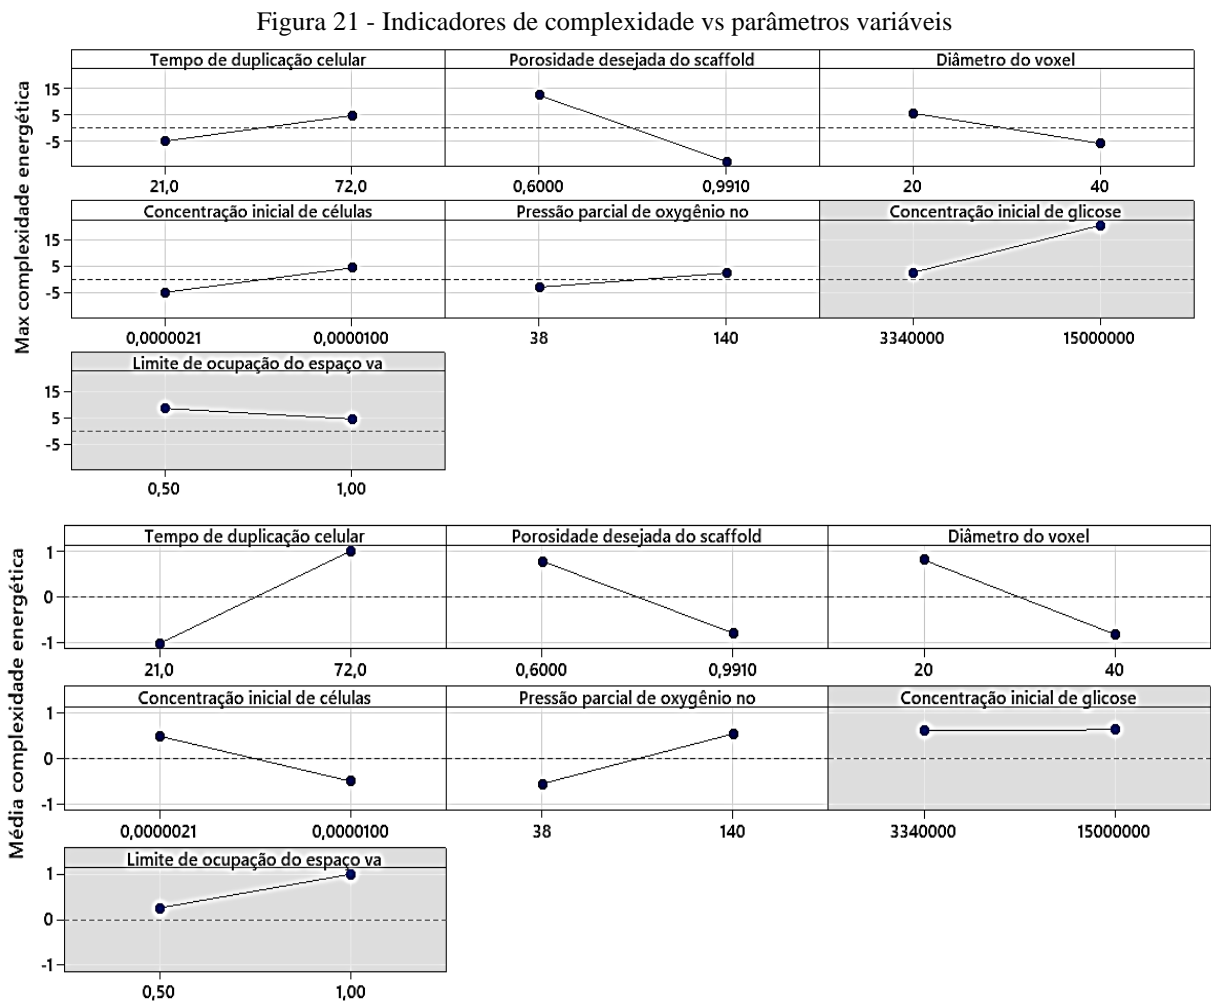 Figura 21 - Indicadores de complexidade vs parâmetros variáveis
Max complexidade energética
Tempo de duplicação celular
Porosidade desejada do scaffold
Diâmetro do voxel
15
5
-5
21,0
72,0
0,6000
0,9910
20
40
Concentração inicial de células
Pressão parcial de oxygênio no
Concentração inicial de glicose
15
5
-5
0,0000021
0,0000100
38
140
3340000
15000000
Limite de ocupação do espaço va
15
5
-5
0,50
1,00
Média complexidade energética
Tempo de duplicação celular
Porosidade desejada do scaffold
Diâmetro do voxel
1
0
-1
21,0
72,0
0,6000
0,9910
20
40
Concentração inicial de células
Pressão parcial de oxygênio no
Concentração inicial de glicose
1
0
-1
0,0000021
0,0000100
38
140
3340000
15000000
Limite de ocupação do espaço va
1
0
-1
0,50
1,00